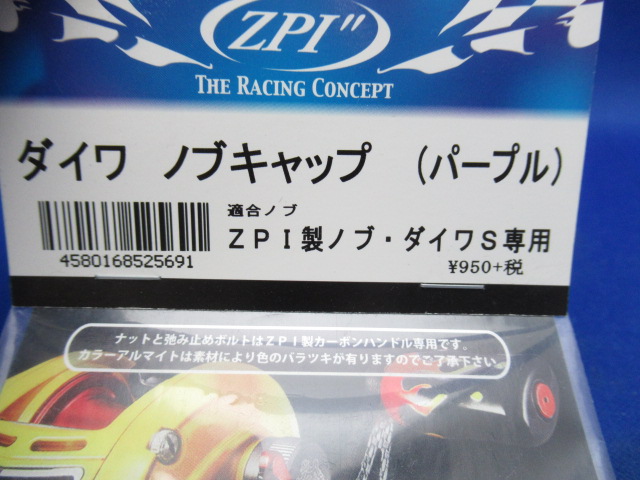 ZPI"
THE RACING CONCEPT
ダイワ ノブキャップ (パープル)
適合ノブ
ZPI製ノブ・ダイワS専用
4580168525691
¥950+税
ナットと弛み止めボルトはZPI製カーボンハンドル専用です。
カラーアルマイトは素材により色のバラツキが有りますのでご了承下さい。